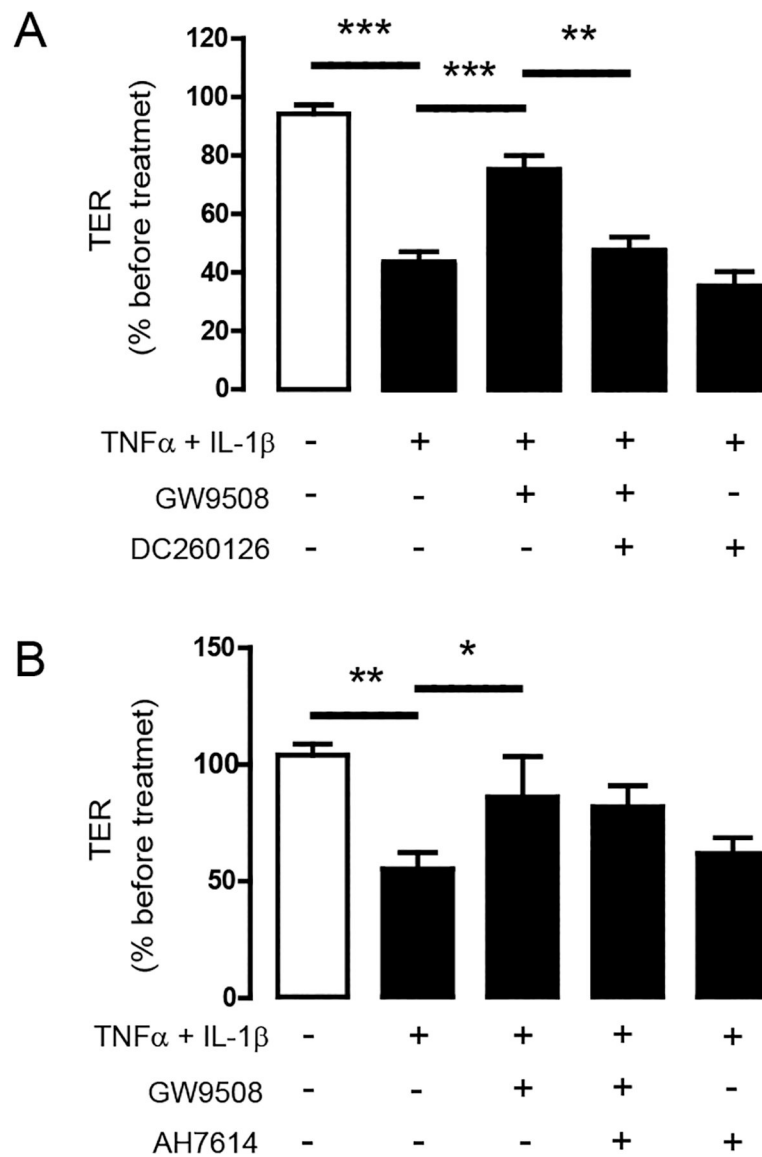 A
120
100
80
60
40
20
0
TER
(% before treatmet)
***
***
**
TNFα + IL-1β - + + + +
GW9508 - - + + -
DC260126 - - - + +
B
150
100
50
0
TER
(% before treatmet)
**
*
TNFα + IL-1β - + + + +
GW9508 - - + + -
AH7614 - - - + +